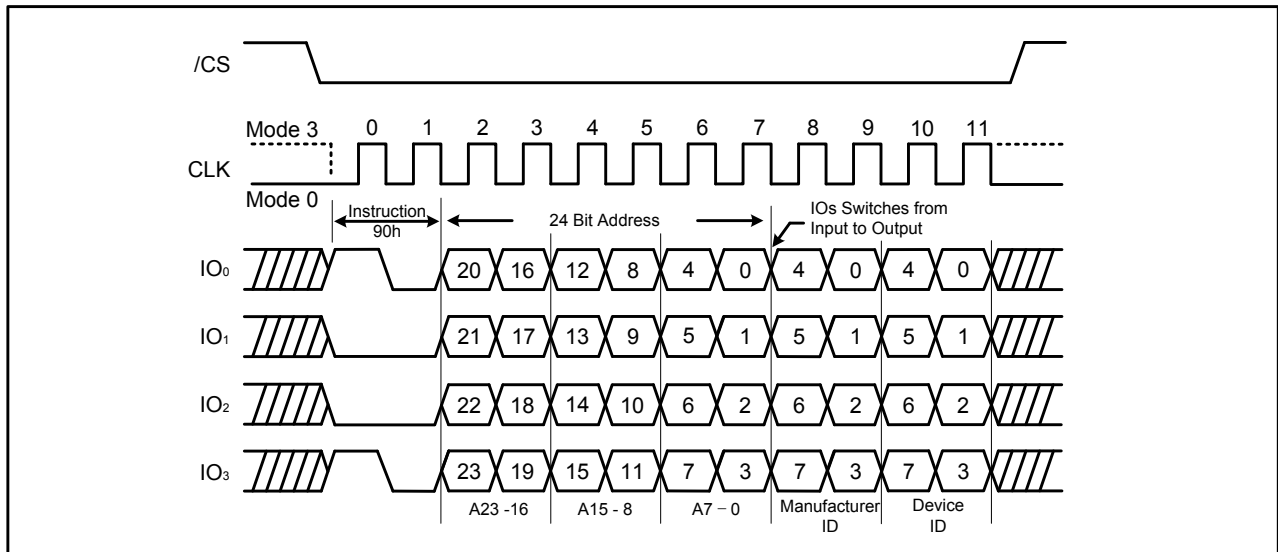 /CS
Mode 3 0 1 2 3 4 5 6 7 8 9 10 11
CLK
Mode 0
Instruction
90h
24 Bit Address
IOs Switches from
Input to Output
IO0 20 16 12 8 4 0 4 0 4 0
IO1 21 17 13 9 5 1 5 1 5 1
IO2 22 18 14 10 6 2 6 2 6 2
IO3 23 19 15 11 7 3 7 3 7 3
A23 -16 A15 - 8 A7 – 0 Manufacturer Device
ID ID